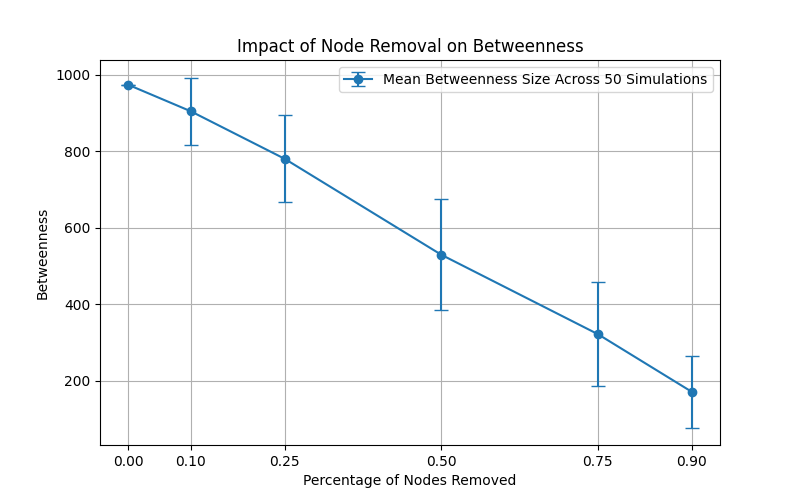 Impact of Node Removal on Betweenness
Mean Betweenness Size Across 50 Simulations
Betweenness
1000
800
600
400
200
0.00 0.10 0.25 0.50 0.75 0.90
Percentage of Nodes Removed